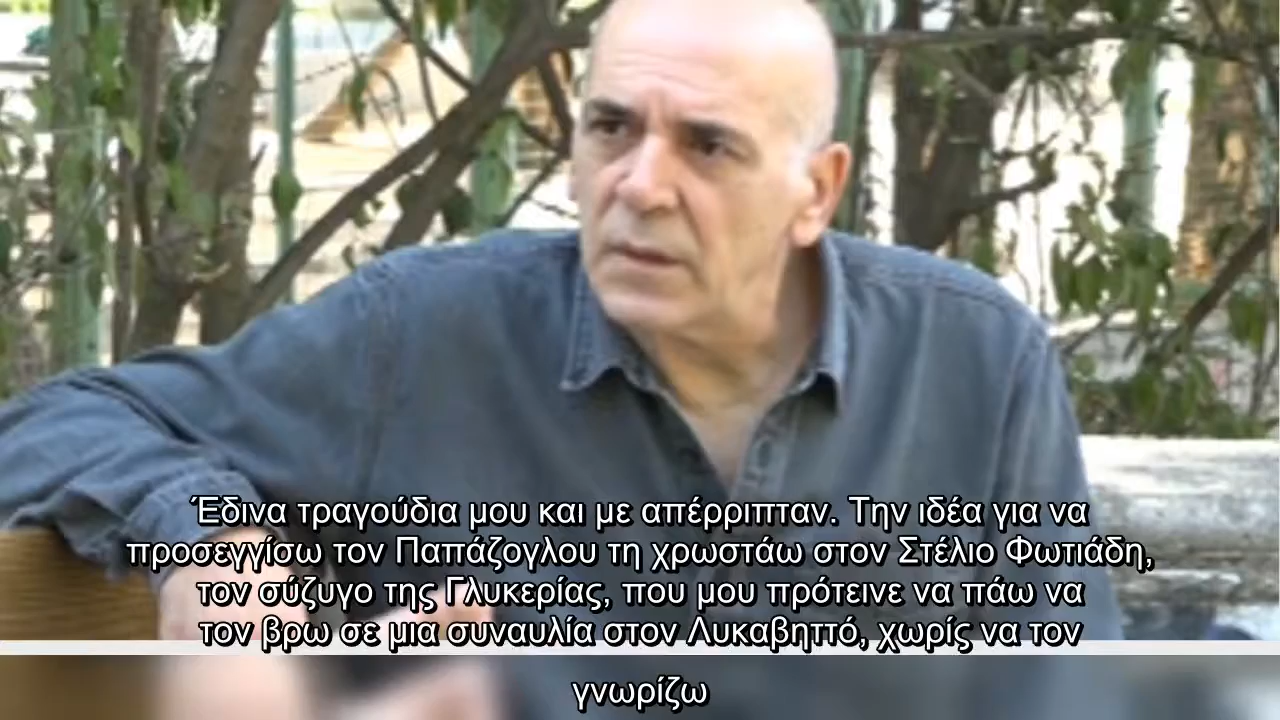 Έδινα τραγούδια μου και με απέρριπταν. Την ιδέα για να
προσεγγίσω τον Παπάζογλου τη χρωστάω στον Στέλιο Φωτιάδη,
τον σύζυγο της Γλυκερίας, που μου πρότεινε να πάω να
τον βρω σε μια συναυλία στον Λυκαβηττό, χωρίς να τον
γνωρίζω